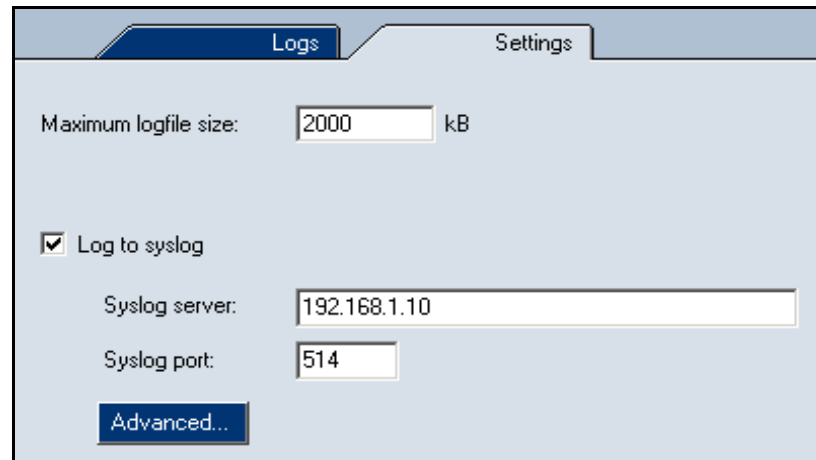 Logs Settings
Maximum logfile size: 2000 kB
Log to syslog
Syslog server: 192.168.1.10
Syslog port: 514
Advanced...